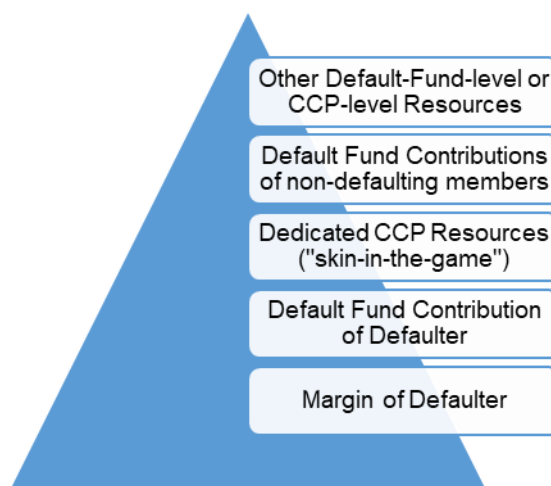 Other Default-Fund-level or
CCP-level Resources
Default Fund Contributions
of non-defaulting members
Dedicated CCP Resources
("skin-in-the-game")
Default Fund Contribution
of Defaulter
Margin of Defaulter